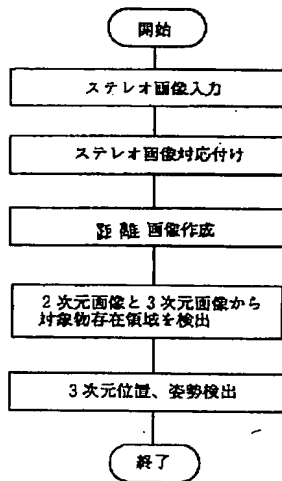 開始
ステレオ画像入力
ステレオ画像対応付け
距離画像作成
2次元画像と3次元画像から
対象物存在領域を検出
3次元位置、姿勢検出
終了